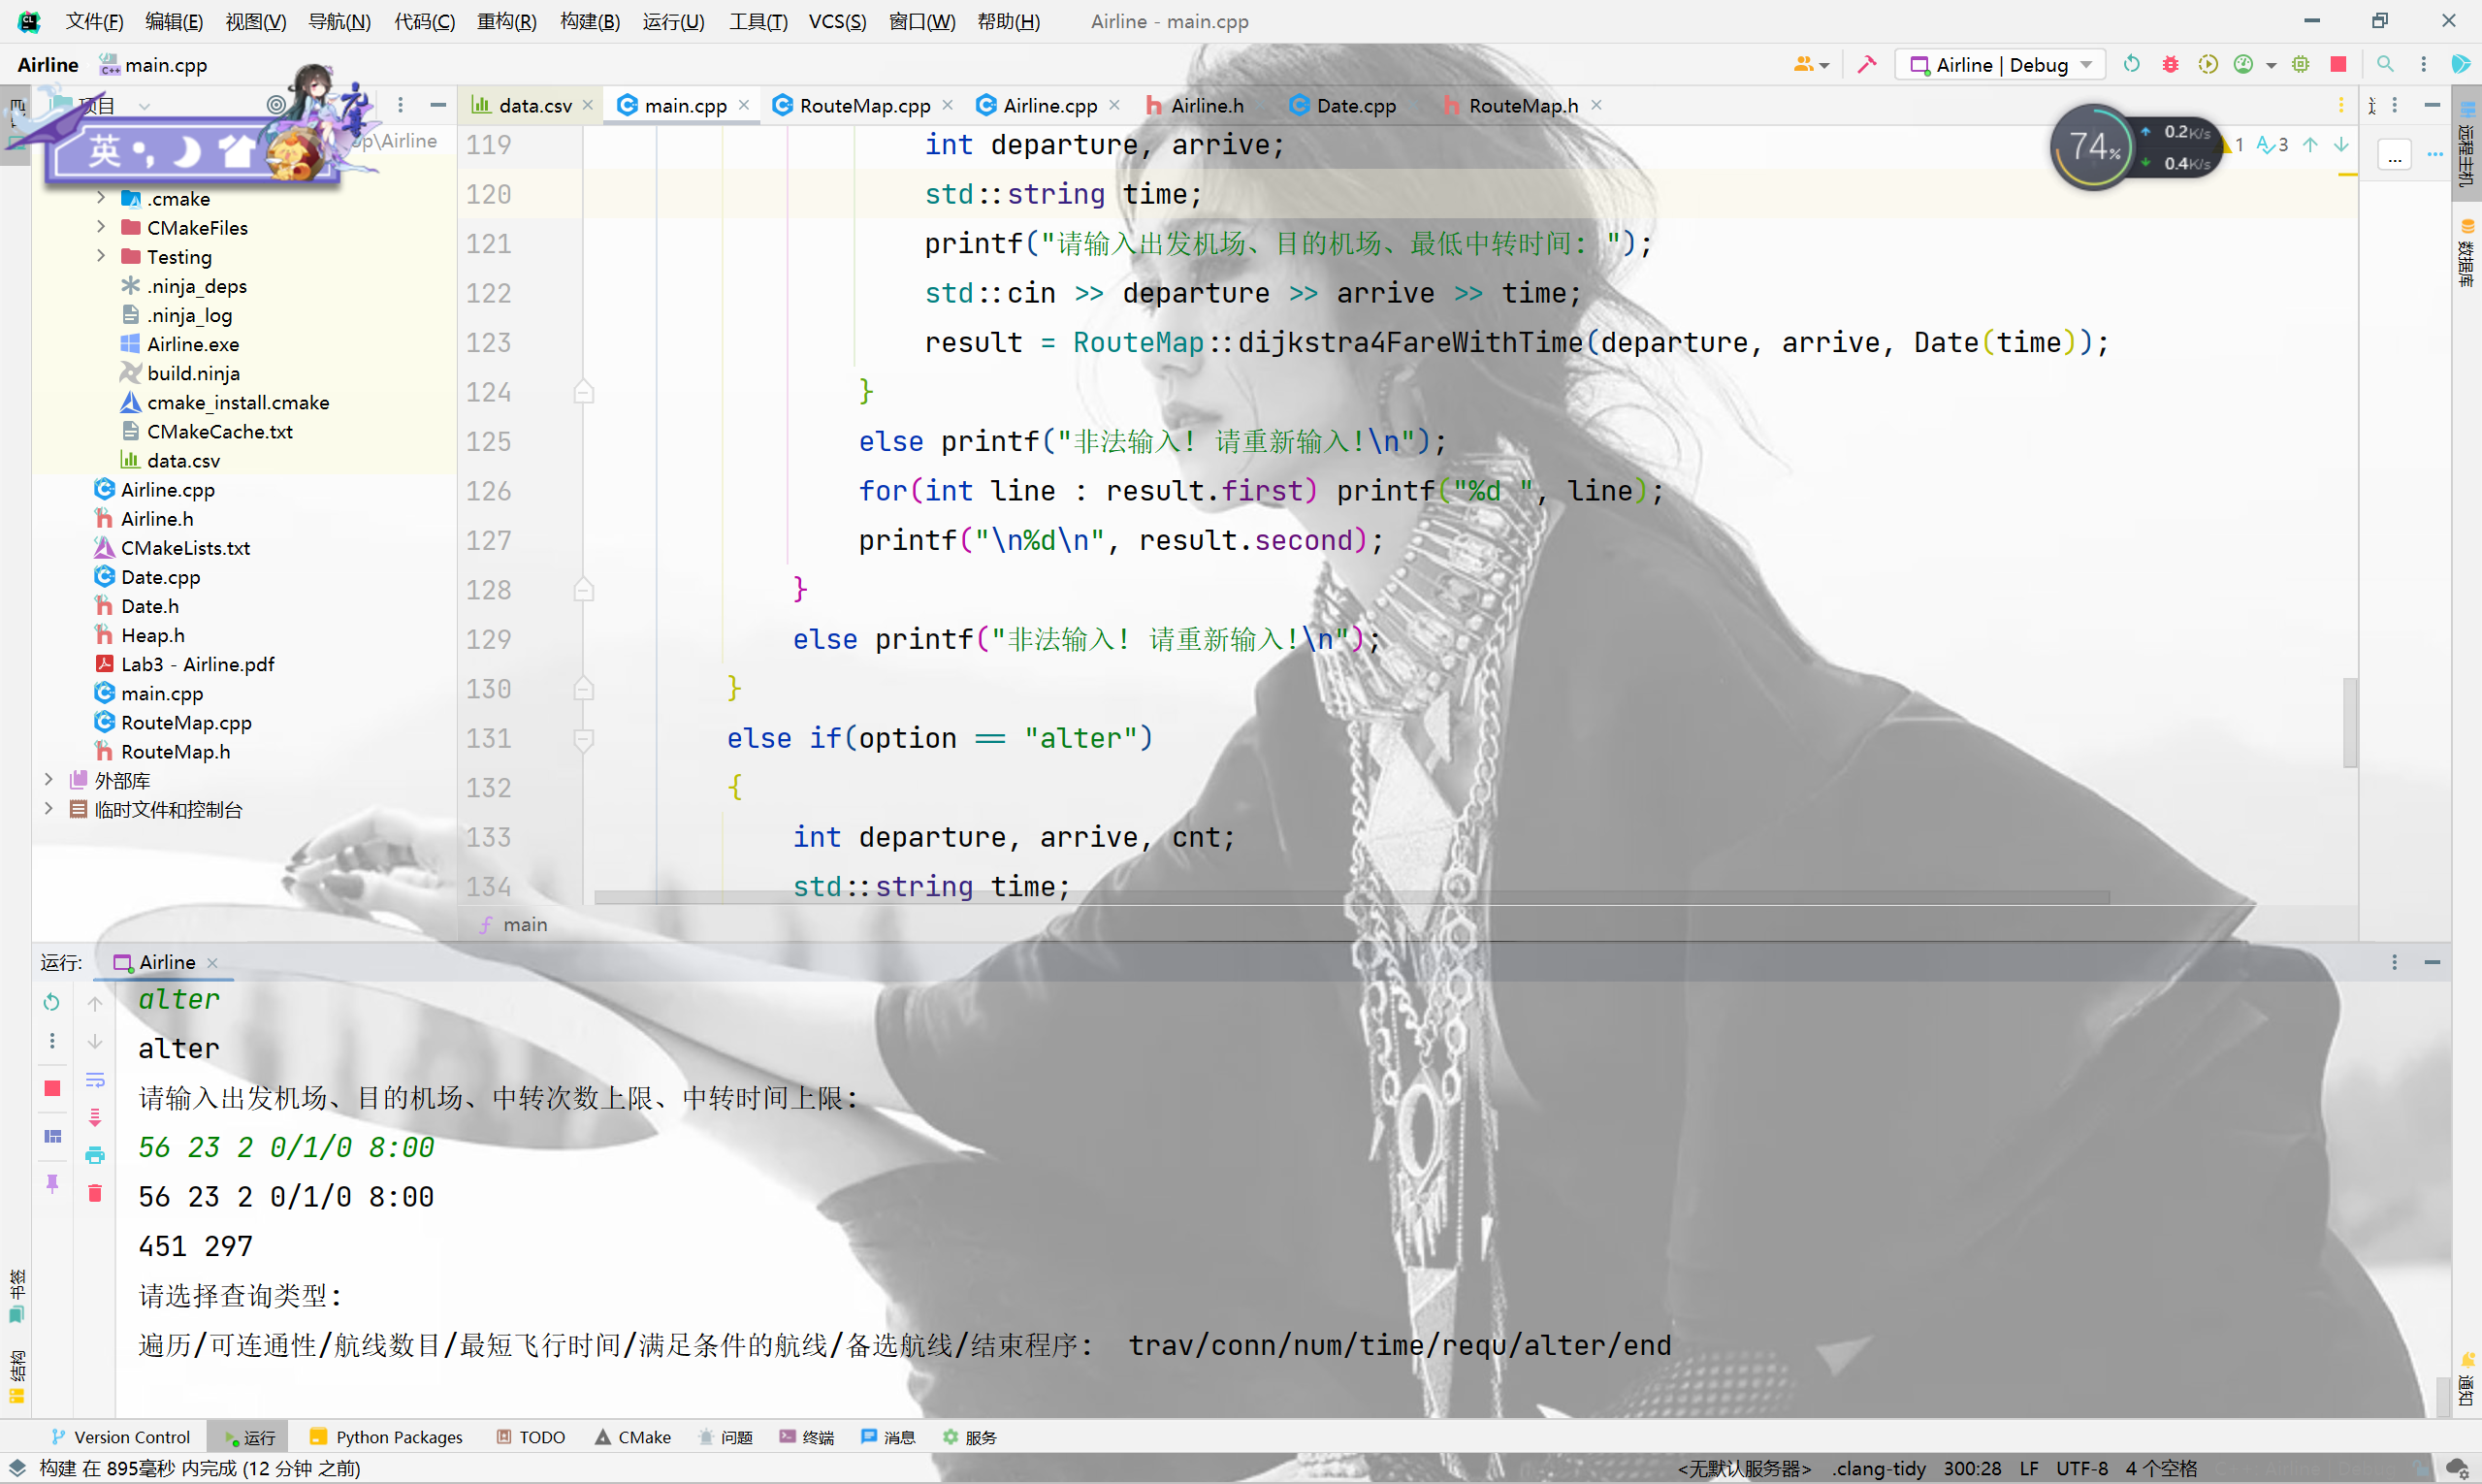 文件(F) 编辑(E) 视图(V) 导航(N) 代码(C) 重构(R) 构建(B) 运行(U) 工具(T) VCS(S) 窗口(W) 帮助(H) Airline - main.cpp
Airline main.cpp Airline | Debug
项目 data.csv main.cpp RouteMap.cpp Airline.cpp Airline.h Date.cpp RouteMap.h
英 op\Airline
74% 0.2K/s 0.4K/s 1 3
.cmake
CMakeFiles
Testing
.ninja_deps
.ninja_log
Airline.exe
build.ninja
cmake_install.cmake
CMakeCache.txt
data.csv
Airline.cpp
Airline.h
CMakeLists.txt
Date.cpp
Date.h
Heap.h
Lab3 - Airline.pdf
main.cpp
RouteMap.cpp
RouteMap.h
外部库
临时文件和控制台
119 int departure, arrive;
120 std::string time;
121 printf("请输入出发机场、目的机场、最低中转时间: ");
122 std::cin >> departure >> arrive >> time;
123 result = RouteMap::dijkstra4FareWithTime(departure, arrive, Date(time));
124 }
125 else printf("非法输入! 请重新输入!\n");
126 for(int line : result.first) printf("%d ", line);
127 printf("\n%d\n", result.second);
128 }
129 else printf("非法输入! 请重新输入!\n");
130 }
131 else if(option == "alter")
132 {
133 int departure, arrive, cnt;
134 std::string time;
main
远程主机
数据库
运行: Airline
alter
alter
请输入出发机场、目的机场、中转次数上限、中转时间上限:
56 23 2 0/1/0 8:00
56 23 2 0/1/0 8:00
451 297
请选择查询类型:
遍历/可连通性/航线数目/最短飞行时间/满足条件的航线/备选航线/结束程序: trav/conn/num/time/requ/alter/end
书签
结构
通知
Version Control 运行 Python Packages TODO CMake 问题 终端 消息 服务
构建 在 895毫秒 内完成 (12 分钟 之前) <无默认服务器> .clang-tidy 300:28 LF UTF-8 4 个空格